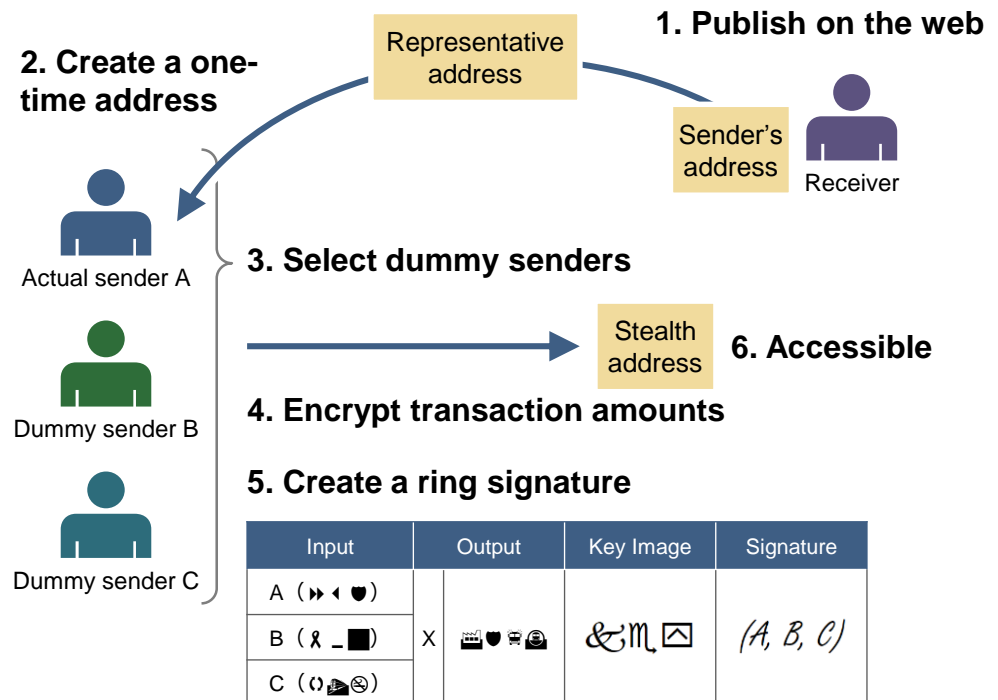 1. Publish on the web
Representative
address
2. Create a one-
time address
Sender’s
address
Receiver
Actual sender A
3. Select dummy senders
Stealth
address
6. Accessible
Dummy sender B
4. Encrypt transaction amounts
5. Create a ring signature
Dummy sender C
Input Output Key Image Signature
A ( )
B ( )
X
(A, B, C)
C ( )